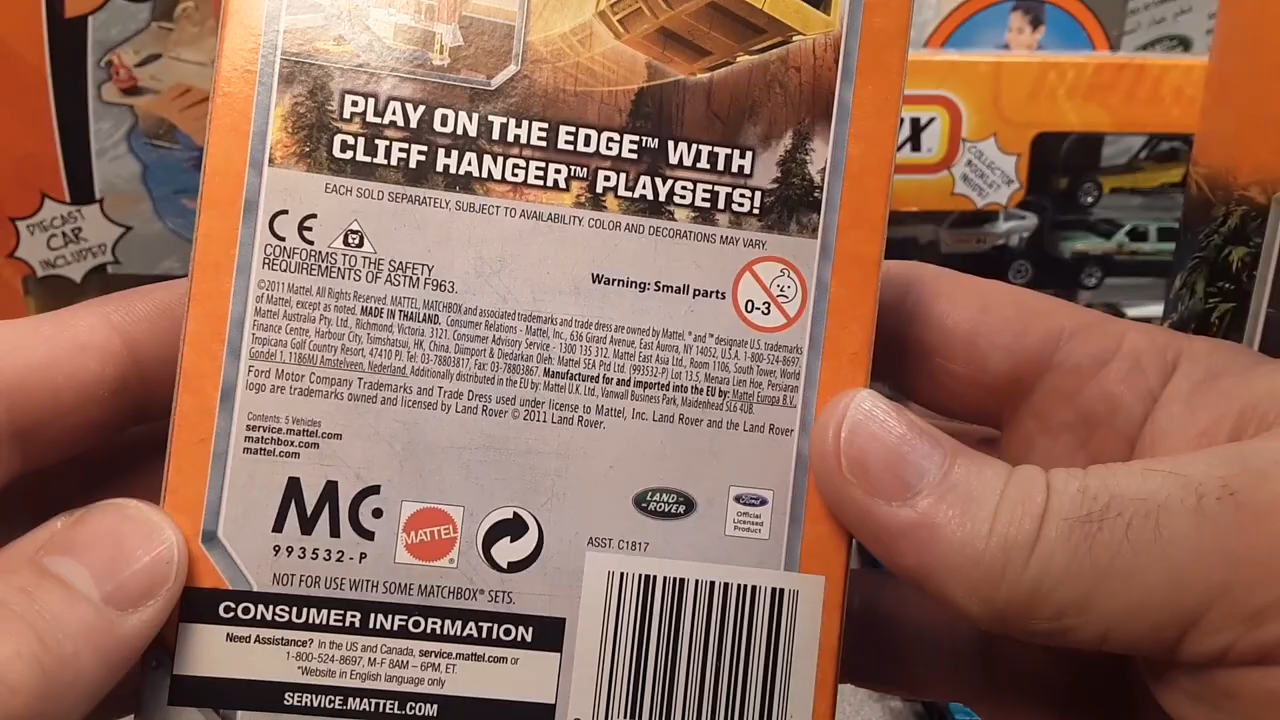 PLAY ON THE EDGE™ WITH
CLIFF HANGER™ PLAYSETS!
EACH SOLD SEPARATELY, SUBJECT TO AVAILABILITY. COLOR AND DECORATIONS MAY VARY.
CE
CONFORMS TO THE SAFETY
REQUIREMENTS OF ASTM F963.
Warning: Small parts
0-3
©2011 Mattel. All Rights Reserved. MATTEL, MATCHBOX and associated trademarks and trade dress are owned by Mattel. ® and ™ designate U.S. trademarks
of Mattel, except as noted. MADE IN THAILAND. Consumer Relations - Mattel, Inc., 636 Girard Avenue, East Aurora, NY 14052, U.S.A. 1-800-524-8697,
Mattel Australia Pty. Ltd., Richmond, Victoria. 3121. Consumer Advisory Service - 1300 135 312. Mattel East Asia Ltd., Room 1106, South Tower, World
Finance Centre, Harbour City, Tsimshatsui, HK, China. Diimport & Diedarkan Oleh: Mattel SEA Ptd Ltd. (993532-P) Lot 13.5, Menara Lien Hoe, Persiaran
Tropicana Golf Country Resort, 47410 PJ. Tel: 03-78803817, Fax: 03-78803867. Manufactured for and imported into the EU by: Mattel Europa B.V.,
Gondel 1, 1186MJ Amstelveen, Nederland. Additionally distributed in the EU by: Mattel U.K. Ltd., Vanwall Business Park, Maidenhead SL6 4UB.
Ford Motor Company Trademarks and Trade Dress used under license to Mattel, Inc. Land Rover and the Land Rover
logo are trademarks owned and licensed by Land Rover © 2011 Land Rover.
Contents: 5 Vehicles
service.mattel.com
matchbox.com
mattel.com
MC
993532-P
MATTEL®
LAND-
-ROVER
Ford
Official
Licensed
Product
ASST. C1817
NOT FOR USE WITH SOME MATCHBOX® SETS.
CONSUMER INFORMATION
Need Assistance? In the US and Canada, service.mattel.com or
1-800-524-8697, M-F 8AM – 6PM, ET.
*Website in English language only
SERVICE.MATTEL.COM
DIECAST
CAR
INCLUDED!
COLLECTOR
BOOKLET
INSIDE!